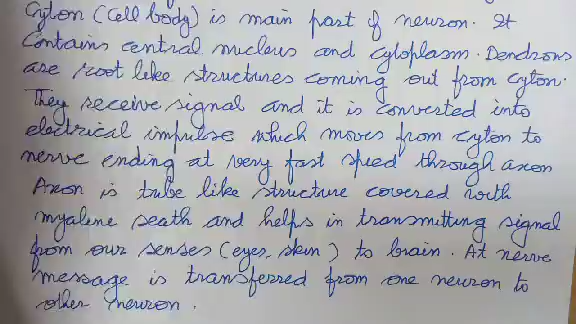 Cyton (Cell body) is main part of neuron. It
Contains central nucleus and cytoplasm. Dendrons
are root like structures coming out from cyton.
They receive signal and it is converted into
electrical impulse which moves from cyton to
nerve ending at very fast speed through axon
Axon is tube like structure covered with
myalene seath and helps in transmitting signal
from our senses (eyes, skin) to brain. At nerve
message is transferred from one neuron to
other neuron.